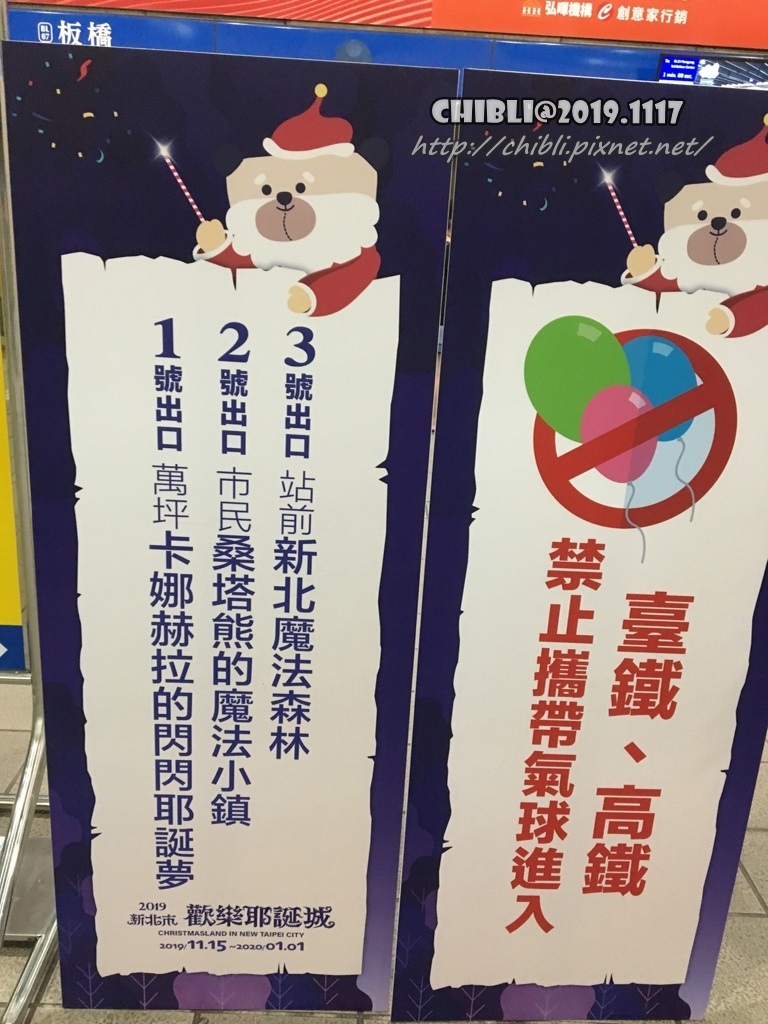 RH 弘暉機構 創意家行銷
BL07 板橋
CHIBLI@2019.1117
http://chibli.pixnet.net/
3號出口 站前新北魔法森林
2號出口 市民桑塔熊的魔法小鎮
1號出口 萬坪卡娜赫拉的閃閃耶誕夢
2019
新北市 歡樂耶誕城
CHRISTMASLAND IN NEW TAIPEI CITY
2019/11.15~2020/01.01
臺鐵、高鐵
禁止攜帶氣球進入